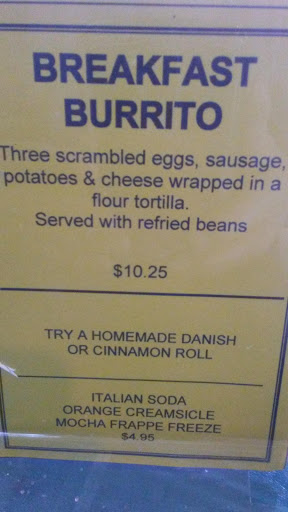 BREAKFAST
BURRITO
Three scrambled eggs, sausage,
potatoes & cheese wrapped in a
flour tortilla.
Served with refried beans
$10.25
TRY A HOMEMADE DANISH
OR CINNAMON ROLL
ITALIAN SODA
ORANGE CREAMSICLE
MOCHA FRAPPE FREEZE
$4.95